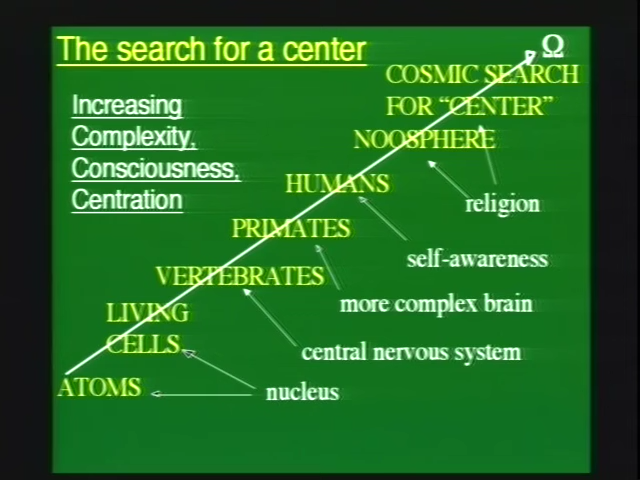 The search for a center
Ω
COSMIC SEARCH
FOR “CENTER”
Increasing
Complexity,
Consciousness,
Centration
NOOSPHERE
HUMANS
religion
PRIMATES
self-awareness
VERTEBRATES
more complex brain
LIVING
CELLS
central nervous system
ATOMS
nucleus